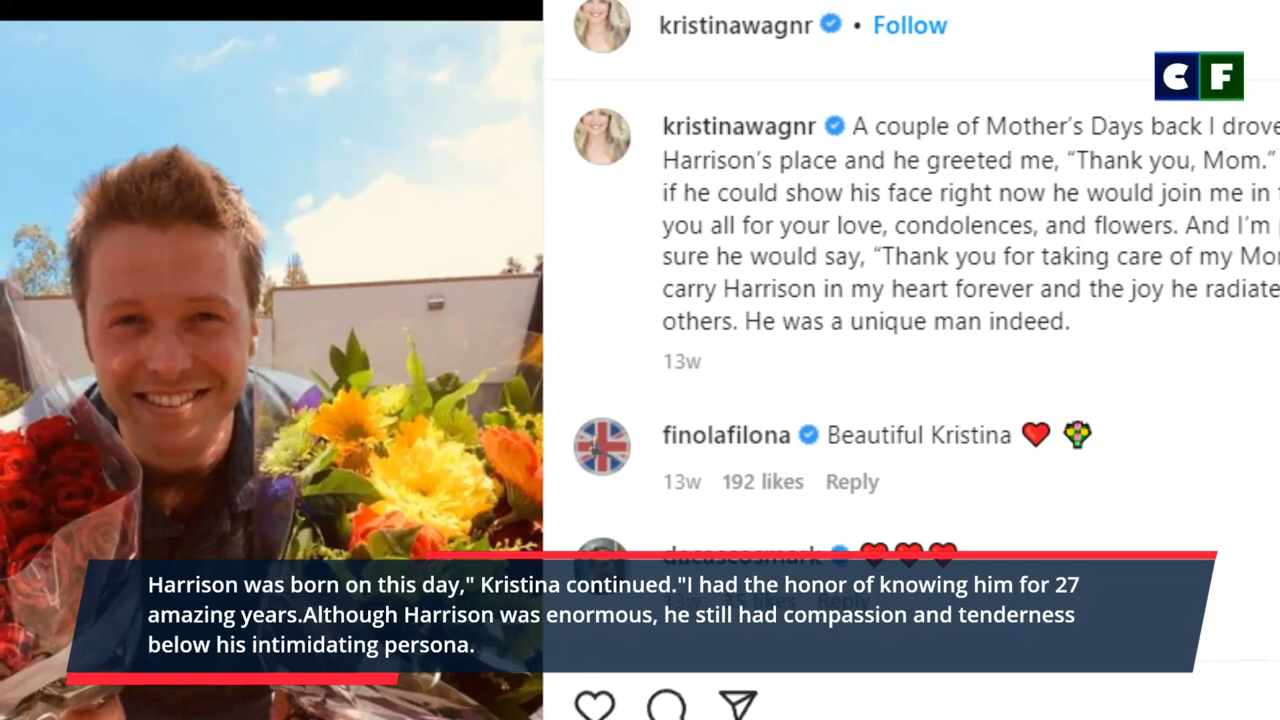 kristinawagnr • Follow
C F
kristinawagnr A couple of Mother's Days back I drove
Harrison's place and he greeted me, “Thank you, Mom.”
if he could show his face right now he would join me in
you all for your love, condolences, and flowers. And I'm
sure he would say, “Thank you for taking care of my
carry Harrison in my heart forever and the joy he radiate
others. He was a unique man indeed.
13w
finolafilona Beautiful Kristina ❤️ 💐
13w 192 likes Reply
dacascosmark ❤️❤️❤️
13w likes Reply
Harrison was born on this day," Kristina continued."I had the honor of knowing him for 27
amazing years.Although Harrison was enormous, he still had compassion and tenderness
below his intimidating persona.